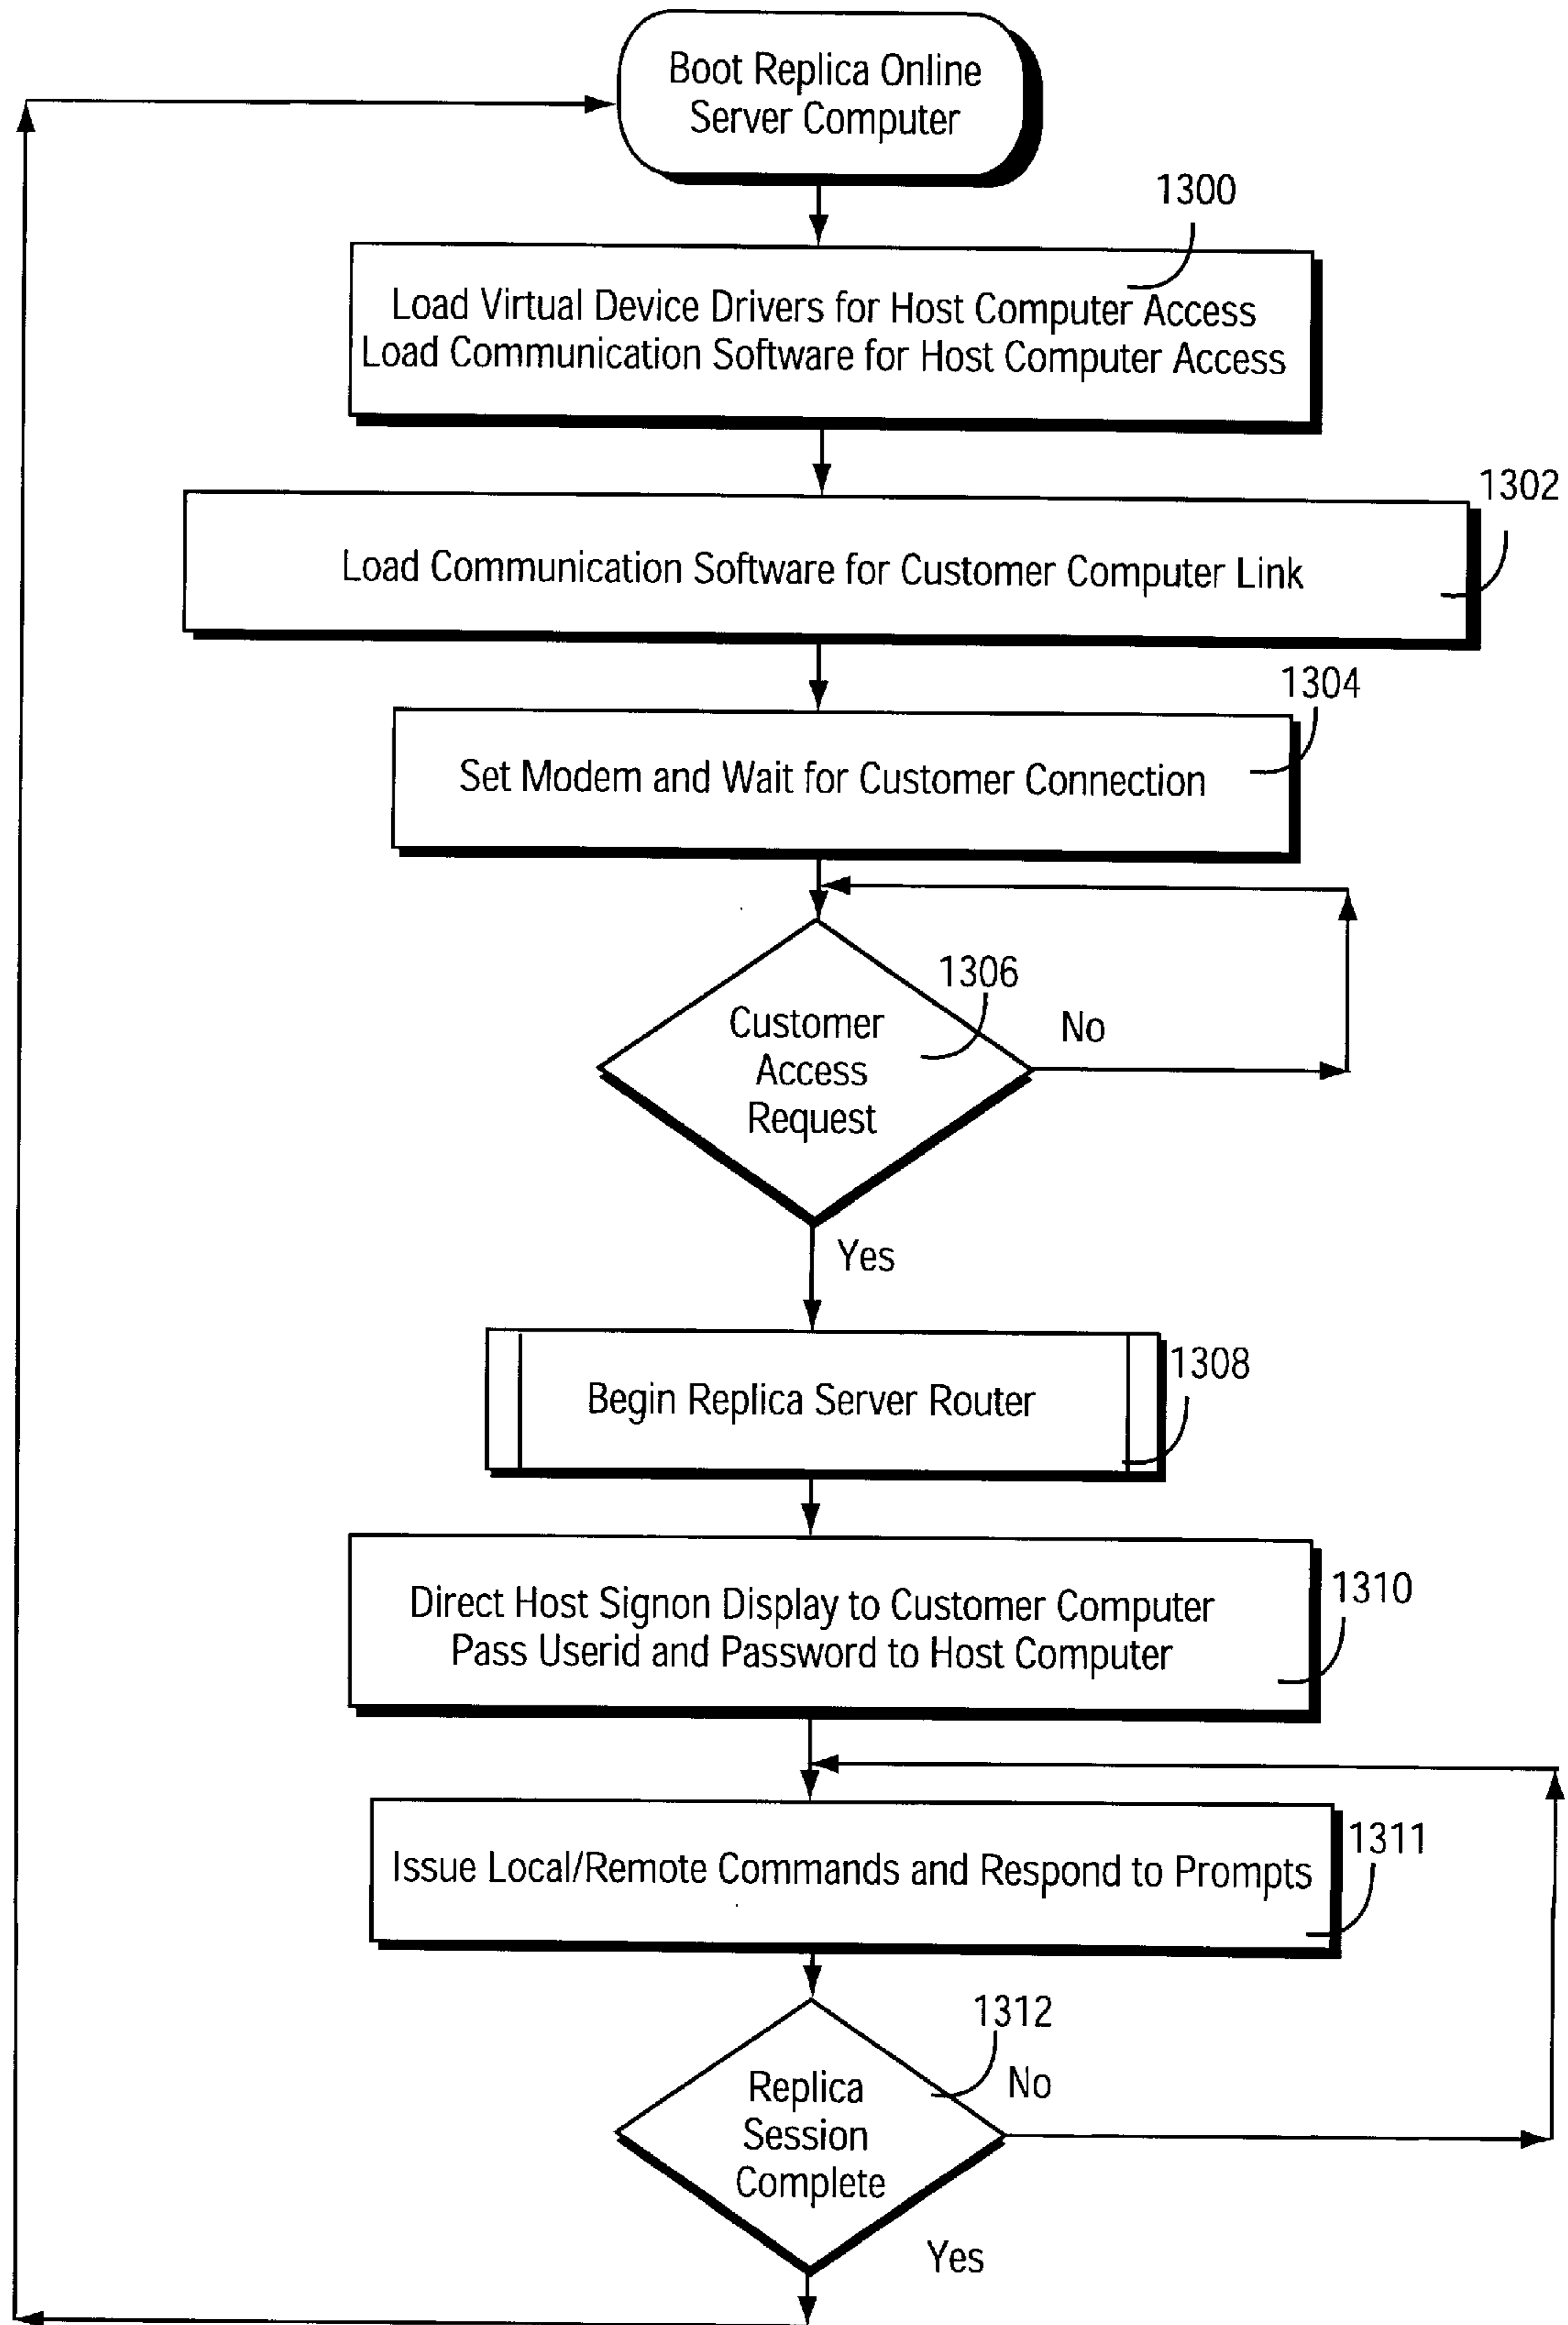 Boot Replica Online
Server Computer
1300
Load Virtual Device Drivers for Host Computer Access
Load Communication Software for Host Computer Access
1302
Load Communication Software for Customer Computer Link
1304
Set Modem and Wait for Customer Connection
1306
Customer
Access
Request
No
Yes
1308
Begin Replica Server Router
1310
Direct Host Signon Display to Customer Computer
Pass Userid and Password to Host Computer
1311
Issue Local/Remote Commands and Respond to Prompts
1312
Replica
Session
Complete
No
Yes